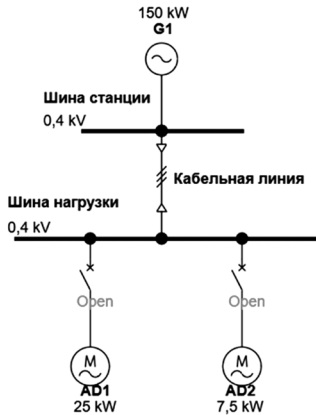 150 kW
G1
Шина станции
0,4 kV
Кабельная линия
Шина нагрузки
0,4 kV
Open
Open
M
M
AD1
AD2
25 kW
7,5 kW